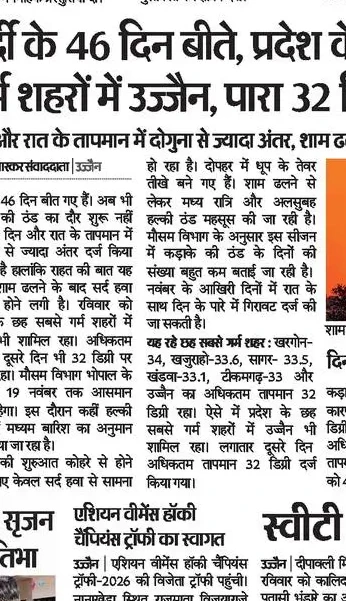 के 46 दिन बीते, प्रदेश
शहरों में उज्जैन, पारा 32
और रात के तापमान में दोगुना से ज्यादा अंतर, शाम
भास्कर संवाददाता | उज्जैन
46 दिन बीत गए हैं। अब भी
की ठंड का दौर शुरू नहीं
दिन और रात के तापमान में
से ज्यादा अंतर दर्ज किया
है हालांकि राहत की बात यह
शाम ढलने के बाद सर्द हवा
होने लगी है। रविवार को
के छह सबसे गर्म शहरों में
भी शामिल रहा। अधिकतम
दूसरे दिन भी 32 डिग्री पर
रहा। मौसम विभाग भोपाल के
19 नवंबर तक आसमान
रहेगा। इस दौरान कहीं हल्की
मध्यम बारिश का अनुमान
जा रहा है।
की शुरुआत कोहरे से होने
केवल सर्द हवा से सामना
हो रहा है। दोपहर में धूप के तेवर
तीखे बन गए हैं। शाम ढलने से
लेकर मध्य रात्रि और अलसुबह
हल्की ठंड महसूस की जा रही है।
मौसम विभाग के अनुसार इस सीजन
में कड़ाके की ठंड के दिनों की
संख्या बहुत कम बताई जा रही है।
नवंबर के आखिरी दिनों में रात के
साथ दिन के पारे में गिरावट दर्ज की
जा सकती है।
यह रहे छह सबसे गर्म शहर : खरगोन-
34, खजुराहो-33.6, सागर- 33.5,
खंडवा-33.1, टीकमगढ़-33 और
उज्जैन का अधिकतम तापमान 32
डिग्री रहा। ऐसे में प्रदेश के छह
सबसे गर्म शहरों में उज्जैन भी
शामिल रहा। लगातार दूसरे दिन
अधिकतम तापमान 32 डिग्री दर्ज
किया गया।
शाम
दिन
सृजन
एशियन वीमेंस हॉकी
चैंपियंस ट्रॉफी का स्वागत
उज्जैन | एशियन वीमेंस हॉकी चैंपियंस
ट्रॉफी-2026 की विजेता ट्रॉफी पहुंची।
नानाखेड़ा स्थित राजमाता विजयाराजे
स्वीटी
उज्जैन | दीपावली
रविवार को